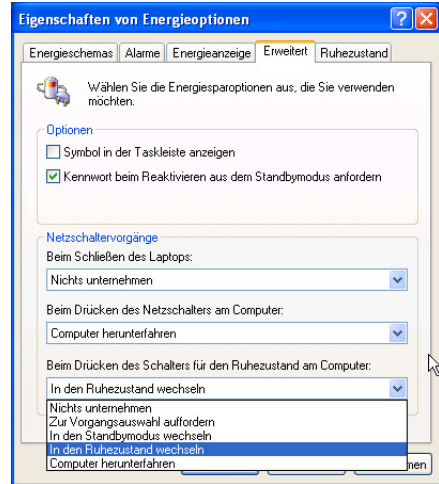 Eigenschaften von Energieoptionen
Energieschemas Alarme Energieanzeige Erweitert Ruhezustand
Wählen Sie die Energiesparoptionen aus, die Sie verwenden
möchten.
Optionen
Symbol in der Taskleiste anzeigen
Kennwort beim Reaktivieren aus dem Standbymodus anfordern
Netzschaltervorgänge
Beim Schließen des Laptops:
Nichts unternehmen
Beim Drücken des Netzschalters am Computer:
Computer herunterfahren
Beim Drücken des Schalters für den Ruhezustand am Computer:
In den Ruhezustand wechseln
Nichts unternehmen
Zur Vorgangsauswahl auffordern
In den Standbymodus wechseln
In den Ruhezustand wechseln
Computer herunterfahren